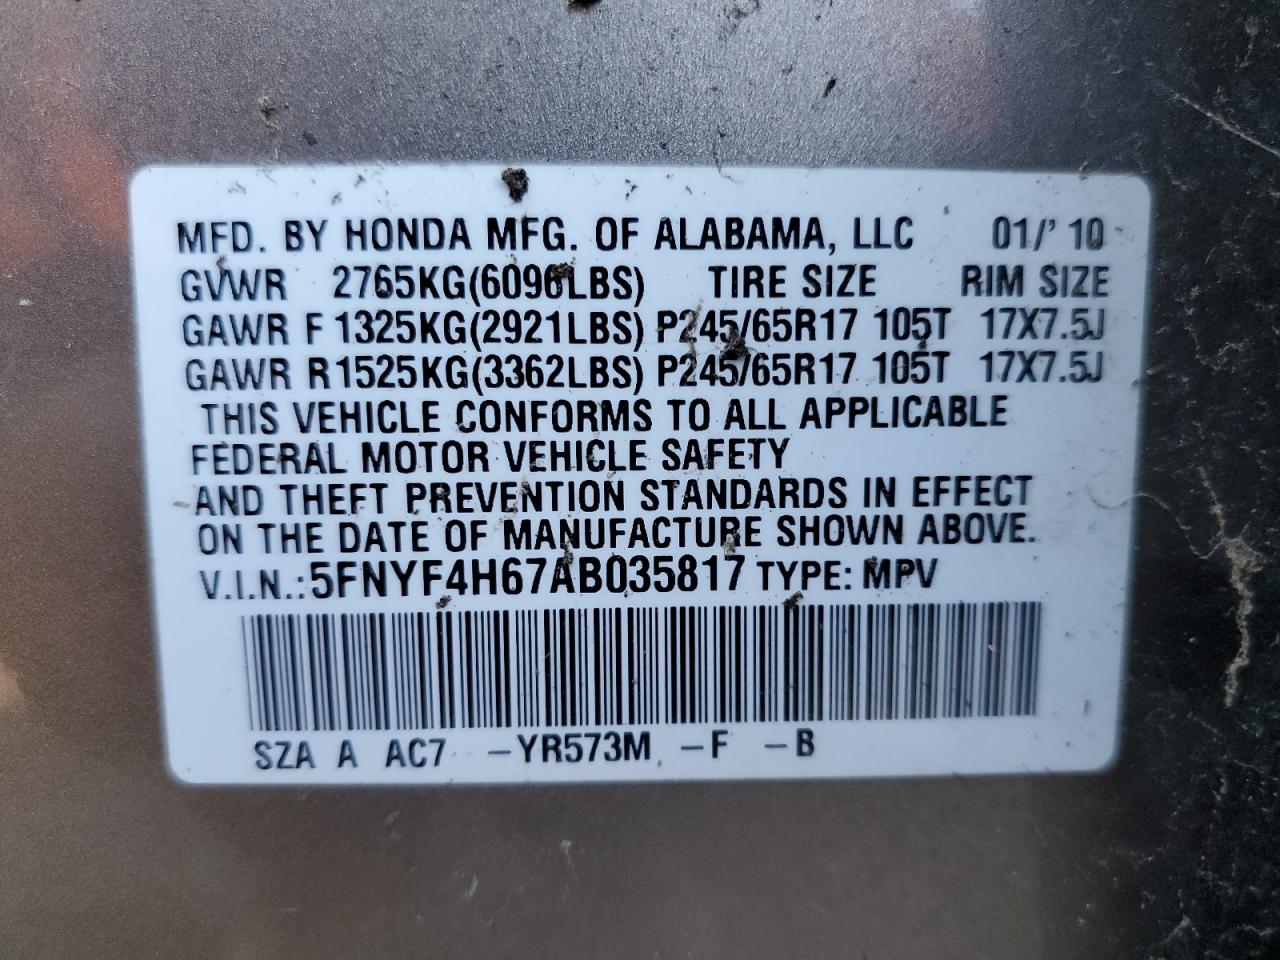 MFD. BY HONDA MFG. OF ALABAMA, LLC 01/'10
GVWR 2765KG(6096LBS) TIRE SIZE RIM SIZE
GAWR F 1325KG(2921LBS) P245/65R17 105T 17X7.5J
GAWR R 1525KG(3362LBS) P245/65R17 105T 17X7.5J
THIS VEHICLE CONFORMS TO ALL APPLICABLE
FEDERAL MOTOR VEHICLE SAFETY
AND THEFT PREVENTION STANDARDS IN EFFECT
ON THE DATE OF MANUFACTURE SHOWN ABOVE.
V.I.N.:5FNYF4H67AB035817 TYPE: MPV
SZA A AC7 -YR573M -F -B